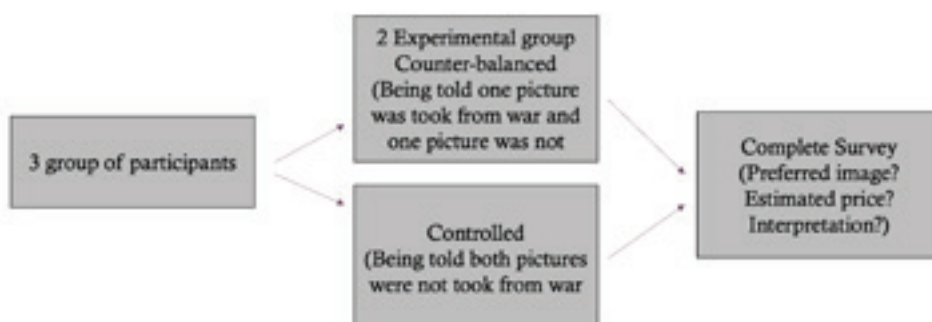 3 group of participants
2 Experimental group
Counter-balanced
(Being told one picture
was took from war and
one picture was not
Controlled
(Being told both pictures
were not took from war
Complete Survey
(Preferred image?
Estimated price?
Interpretation?)